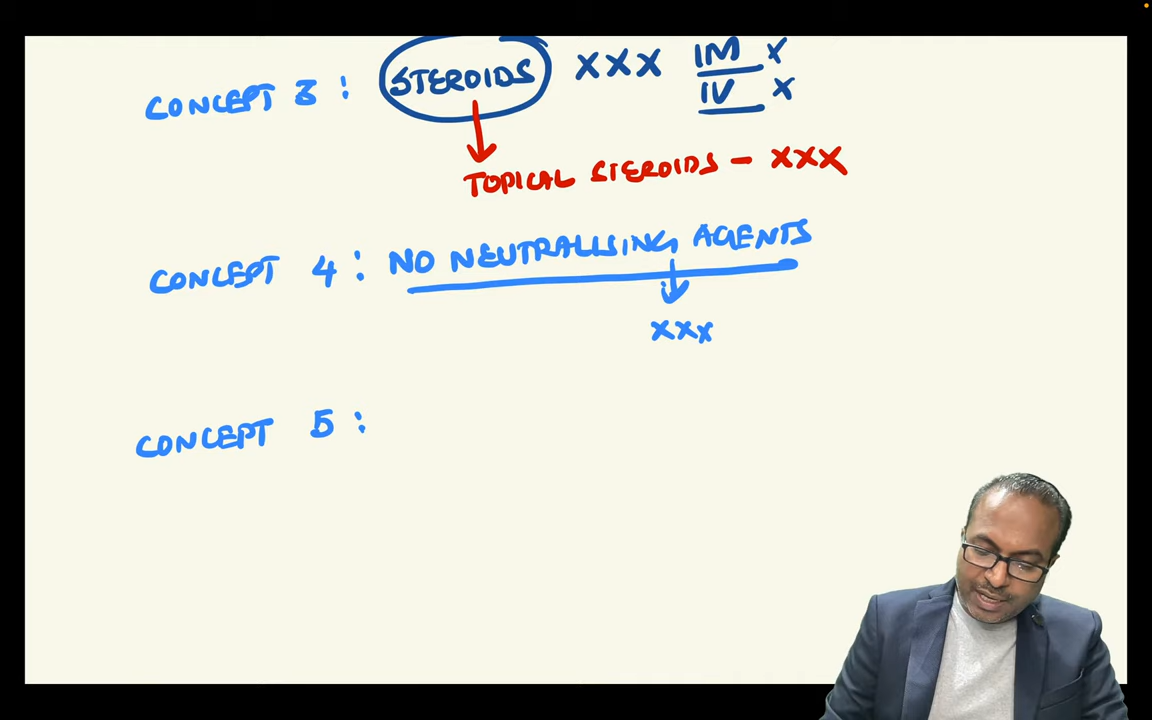 CONCEPT 3 : STEROIDS XXX IM X
IV X
TOPICAL STEROIDS - XXX
CONCEPT 4 : NO NEUTRALISING AGENTS
XXX
CONCEPT 5 :